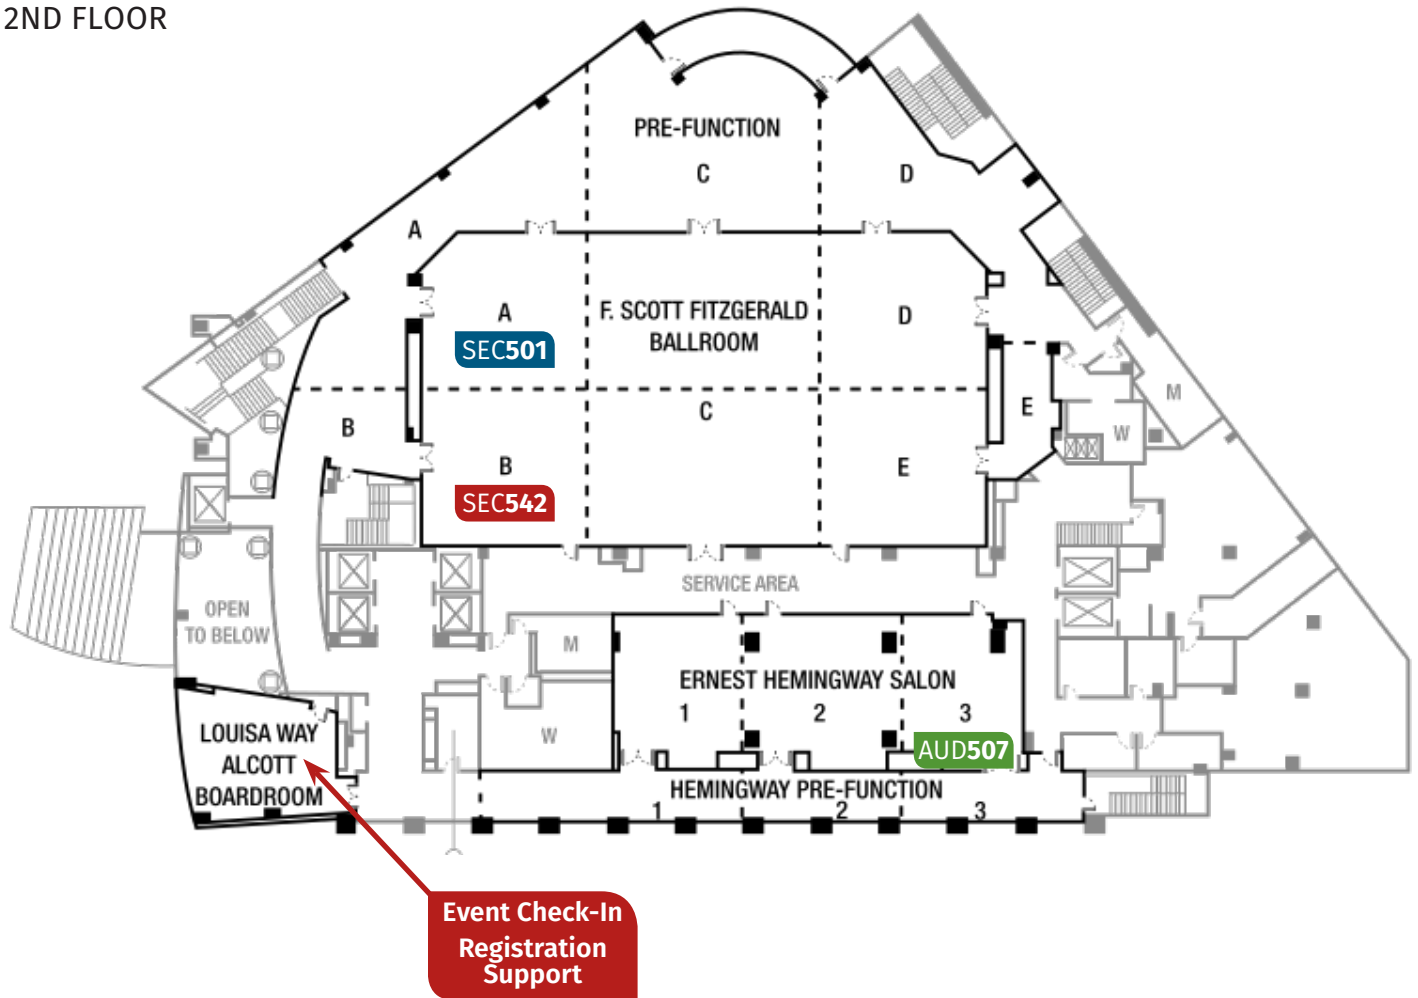 2ND FLOOR
PRE-FUNCTION
C
D
A
A
F. SCOTT FITZGERALD
BALLROOM
D
SEC501
C
B
E
M
W
B
E
SEC542
SERVICE AREA
OPEN
TO BELOW
M
ERNEST HEMINGWAY SALON
1
2
3
W
LOUISA WAY
ALCOTT
BOARDROOM
AUD507
HEMINGWAY PRE-FUNCTION
1
2
3
Event Check-In
Registration
Support